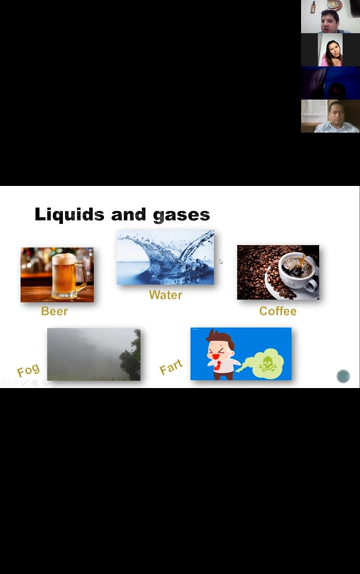 Liquids and gases
Water
Beer
Coffee
Fog
Fart